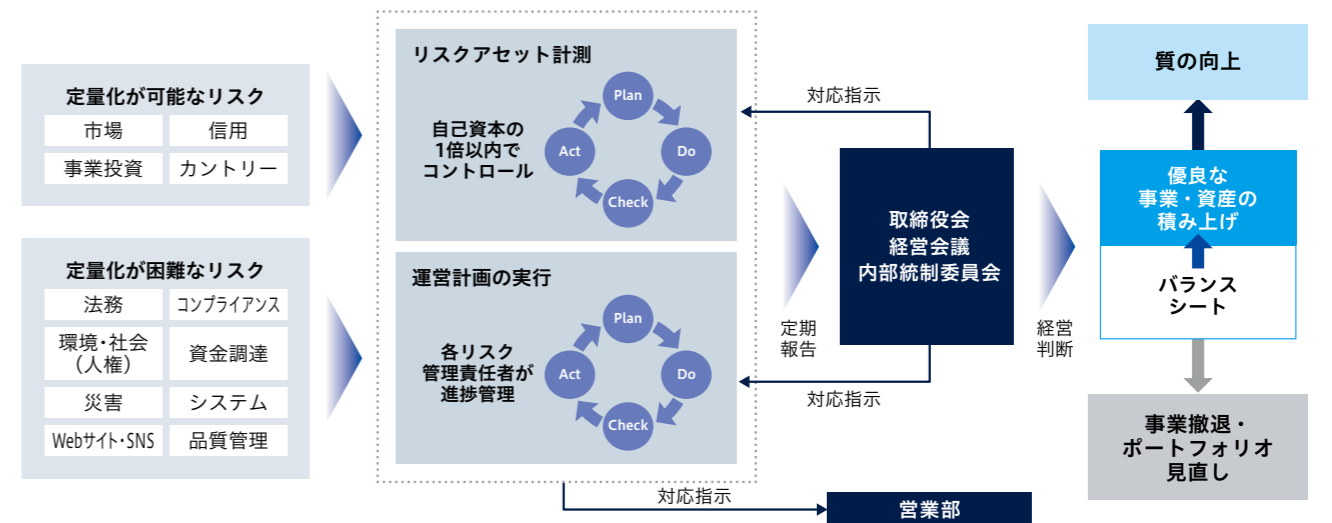 定量化が可能なリスク
市場
信用
事業投資
カントリー
定量化が困難なリスク
法務
コンプライアンス
環境・社会
(人権)
資金調達
災害
システム
Webサイト・SNS
品質管理
リスクアセット計測
自己資本の
1倍以内で
コントロール
Plan
Do
Check
Act
運営計画の実行
各リスク
管理責任者が
進捗管理
Plan
Do
Check
Act
定期
報告
対応指示
取締役会
経営会議
内部統制委員会
対応指示
対応指示
営業部
経営
判断
質の向上
優良な
事業・資産の
積み上げ
バランス
シート
事業撤退・
ポートフォリオ
見直し